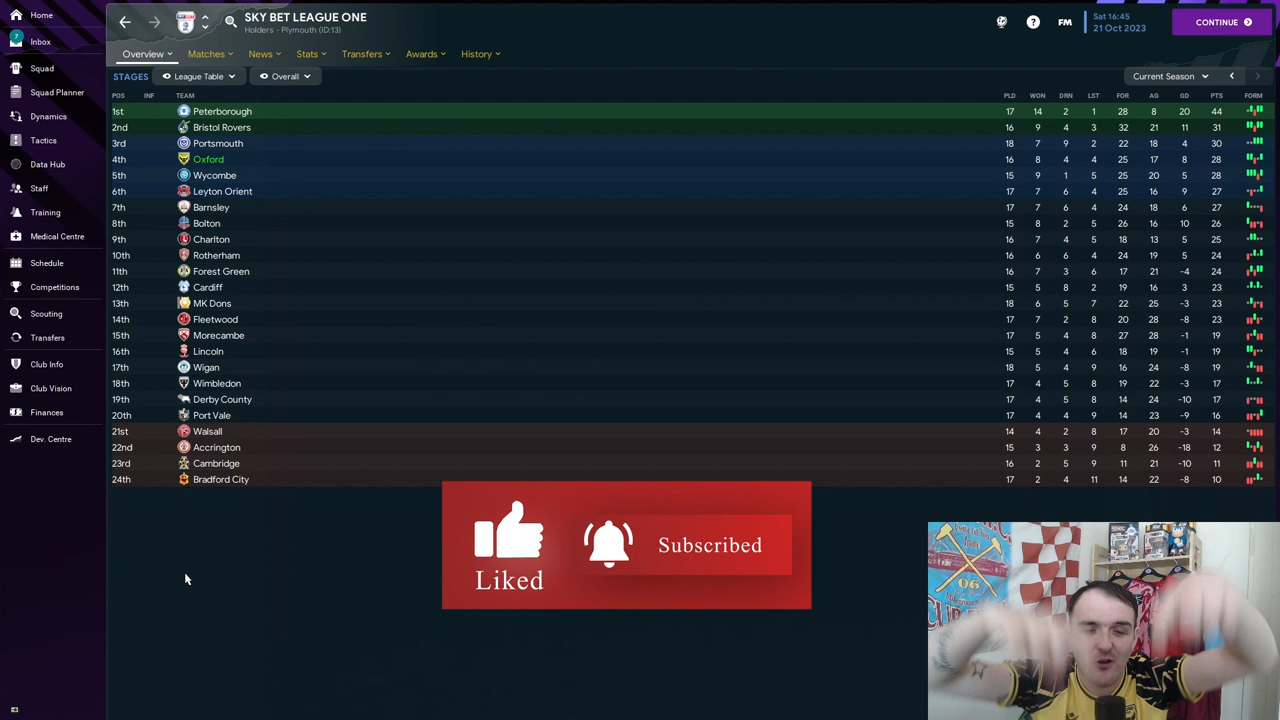 Home
7
Inbox
Squad
Squad Planner
Dynamics
Tactics
Data Hub
Staff
Training
Medical Centre
Schedule
Competitions
Scouting
Transfers
Club Info
Club Vision
Finances
Dev. Centre
SKY BET LEAGUE ONE
Holders - Plymouth (ID:13)
? FM
Sat 16:45
21 Oct 2023
CONTINUE
Overview Matches News Stats Transfers Awards History
STAGES League Table Overall Current Season
POS INF TEAM PLD WON DRN LST FOR AG GD PTS FORM
1st Peterborough 17 14 2 1 28 8 20 44
2nd Bristol Rovers 16 9 4 3 32 21 11 31
3rd Portsmouth 18 7 9 2 22 18 4 30
4th Oxford 16 8 4 4 25 17 8 28
5th Wycombe 15 9 1 5 25 20 5 28
6th Leyton Orient 17 7 6 4 25 16 9 27
7th Barnsley 17 7 6 4 24 18 6 27
8th Bolton 15 8 2 5 26 16 10 26
9th Charlton 16 7 4 5 18 13 5 25
10th Rotherham 16 6 6 4 24 19 5 24
11th Forest Green 16 7 3 6 17 21 -4 24
12th Cardiff 15 5 8 2 19 16 3 23
13th MK Dons 18 6 5 7 22 25 -3 23
14th Fleetwood 17 7 2 8 20 28 -8 23
15th Morecambe 17 5 4 8 27 28 -1 19
16th Lincoln 15 5 4 6 18 19 -1 19
17th Wigan 18 5 4 9 16 24 -8 19
18th Wimbledon 17 4 5 8 19 22 -3 17
19th Derby County 17 4 5 8 14 24 -10 17
20th Port Vale 17 4 4 9 14 23 -9 16
21st Walsall 14 4 2 8 17 20 -3 14
22nd Accrington 15 3 3 9 8 26 -18 12
23rd Cambridge 16 2 5 9 11 21 -10 11
24th Bradford City 17 2 4 11 14 22 -8 10
Liked
Subscribed
06